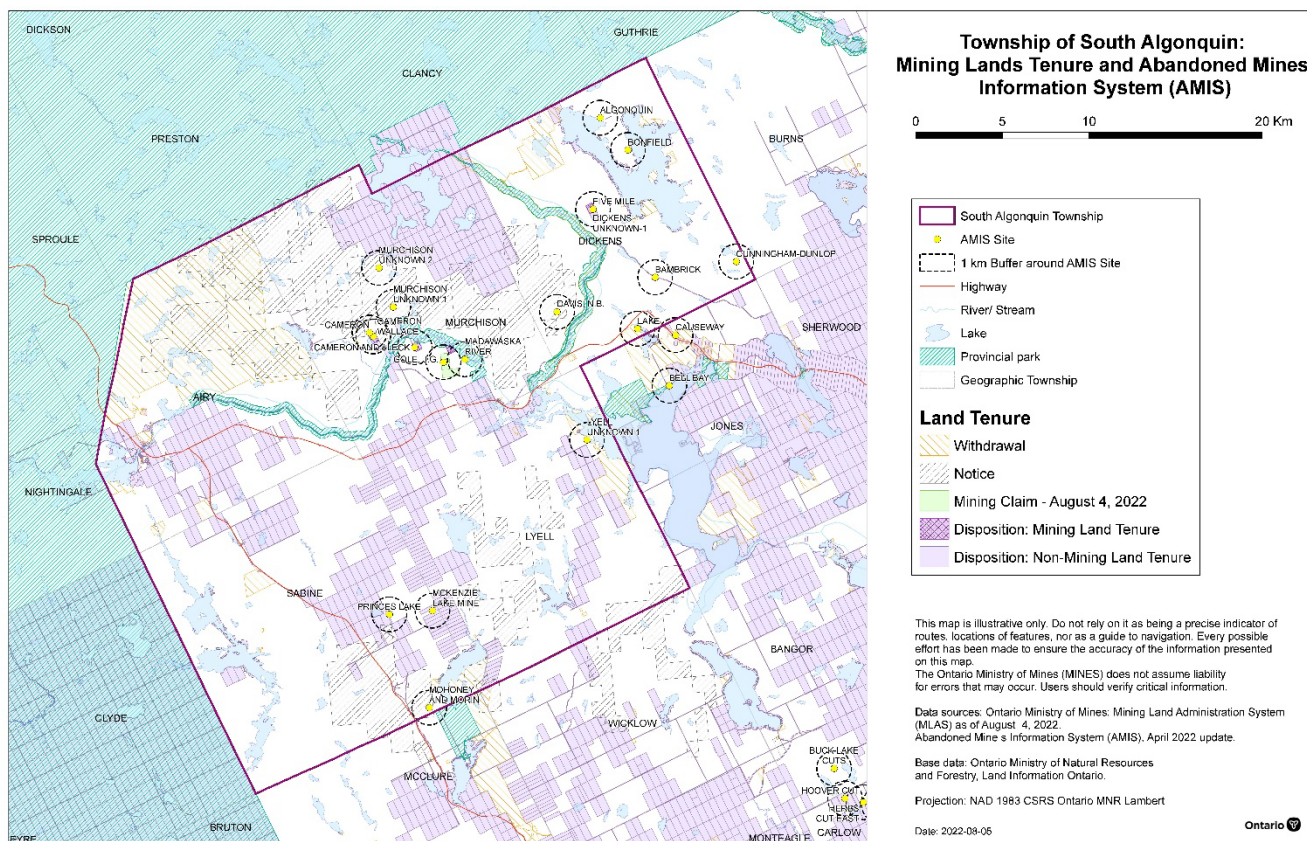 DICKSON
GUTHRIE
CLANCY
PRESTON
ALGONQUIN
BONFIELD
BURNS
SPROULE
FIVE MILE
DICKENS
UNKNOWN-1
DICKENS
MURCHISON
UNKNOWN 2
CUNNINGHAM-DUNLOP
BAMBRICK
MURCHISON
UNKNOWN 1
DAVIS, N.B.
CAMERON
CAMERON
WALLACE
MURCHISON
LAKE
CAUSEWAY
SHERWOOD
CAMERON AND FLECK
MADAWASKA
RIVER
BELL BAY
AIRY
LYELL
UNKNOWN 1
JONES
NIGHTINGALE
LYELL
SABINE
PRINCES LAKE
MCKENZIE
LAKE MINE
BANGOR
MOHONEY
AND MORIN
CLYDE
WICKLOW
BUCK-LAKE
CUTS
MCCLURE
HOOVER CUT
HERBS
CUT EAST
BRUTON
EYRE
MONTEAGLE
CARLOW
Township of South Algonquin:
Mining Lands Tenure and Abandoned Mines
Information System (AMIS)
0 5 10 20 Km
South Algonquin Township
AMIS Site
1 km Buffer around AMIS Site
Highway
River/ Stream
Lake
Provincial park
Geographic Township
Land Tenure
Withdrawal
Notice
Mining Claim - August 4, 2022
Disposition: Mining Land Tenure
Disposition: Non-Mining Land Tenure
This map is illustrative only. Do not rely on it as being a precise indicator of
routes, locations of features, nor as a guide to navigation. Every possible
effort has been made to ensure the accuracy of the information presented
on this map.
The Ontario Ministry of Mines (MINES) does not assume liability
for errors that may occur. Users should verify critical information.
Data sources: Ontario Ministry of Mines: Mining Land Administration System
(MLAS) as of August 4, 2022.
Abandoned Mine s Information System (AMIS), April 2022 update.
Base data: Ontario Ministry of Natural Resources
and Forestry, Land Information Ontario.
Projection: NAD 1983 CSRS Ontario MNR Lambert
Date: 2022-08-05
Ontario